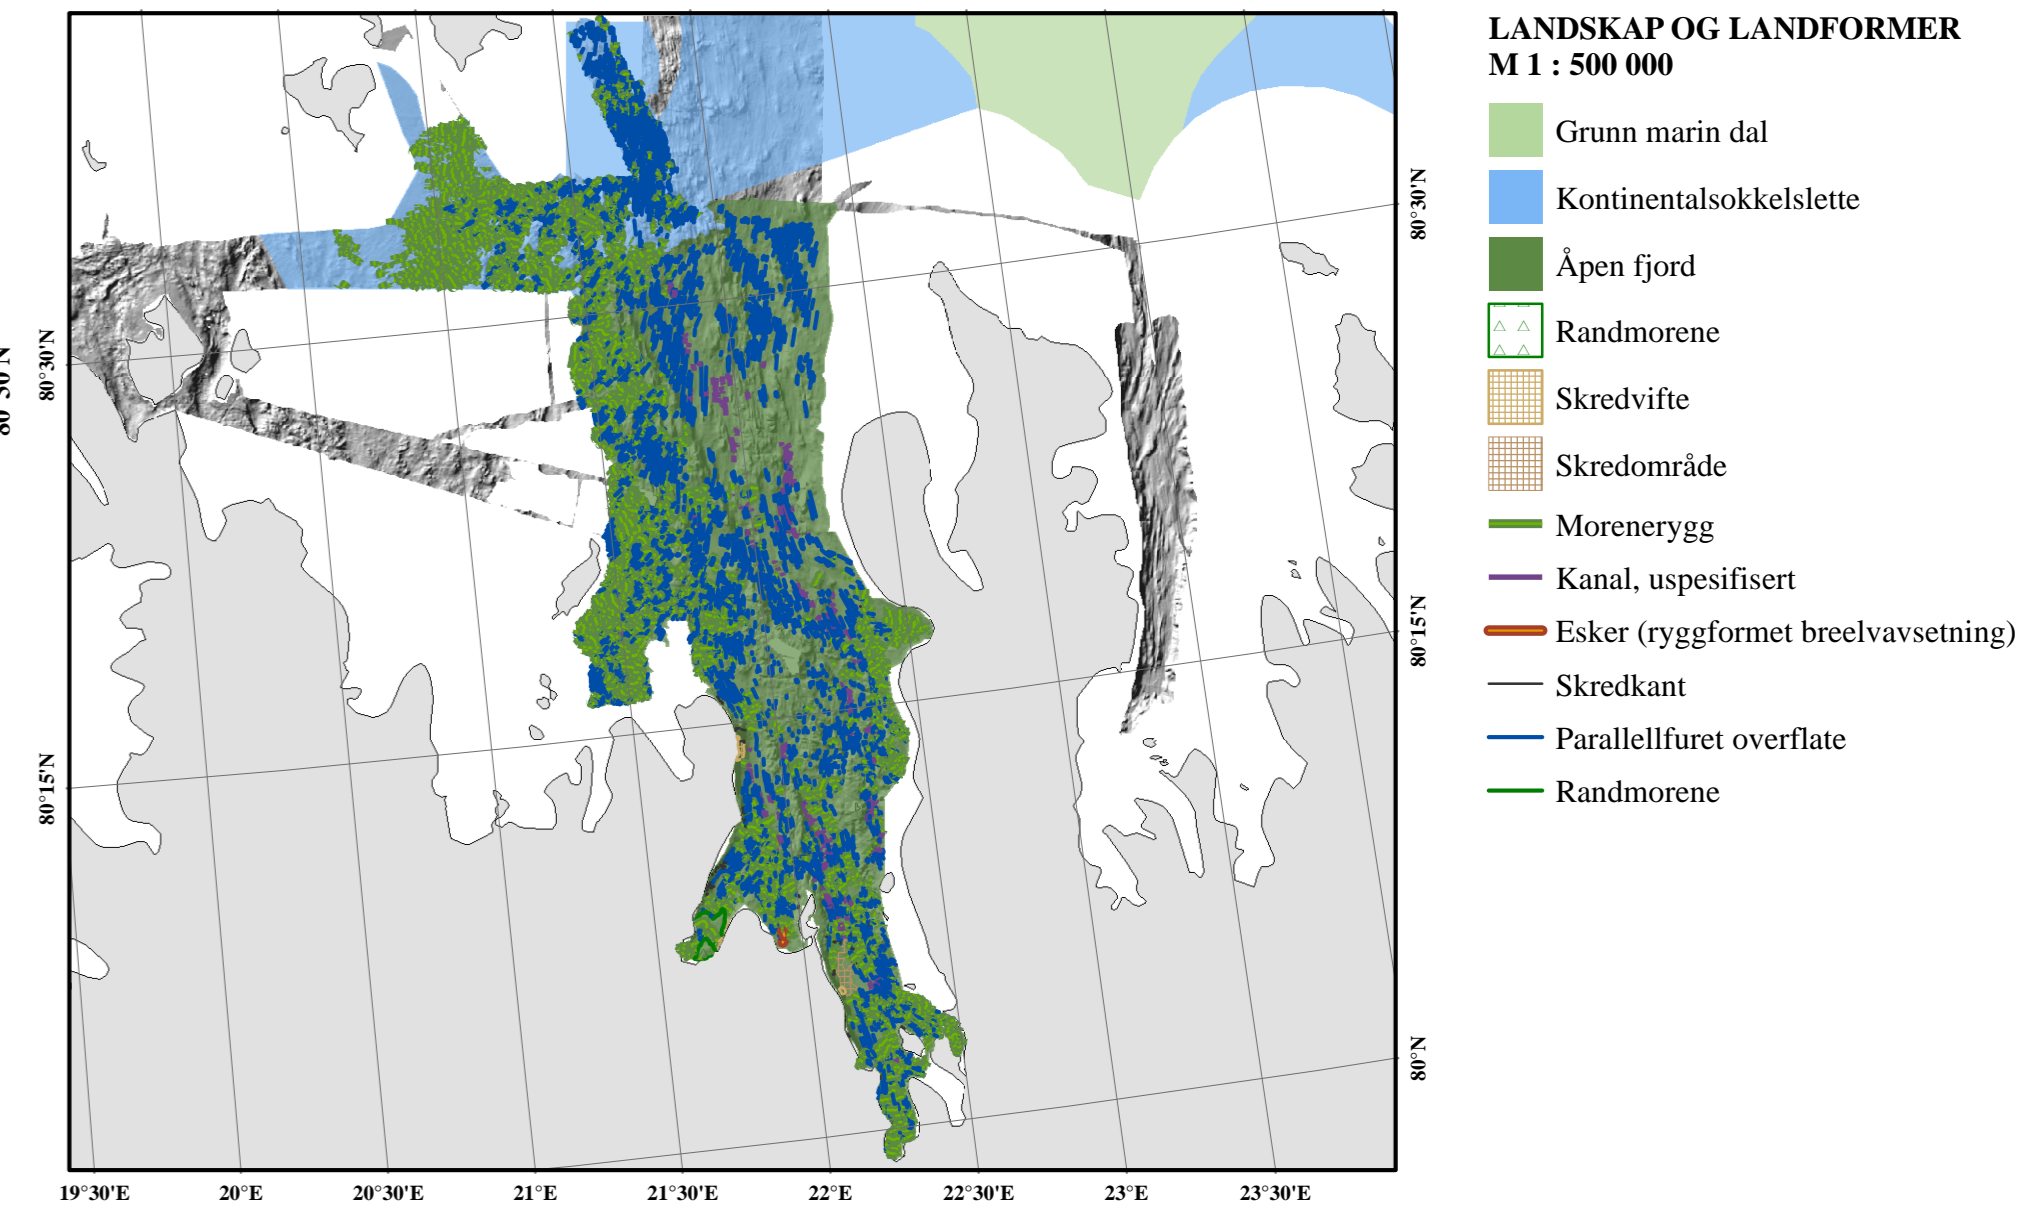 LANDSKAP OG LANDFORMER
M 1 : 500 000
Grunn marin dal
Kontinentalsokkelslette
Åpen fjord
Randmorene
Skredvifte
Skredområde
Morenerygg
Kanal, uspesifisert
Esker (ryggformet breelvavsetning)
Skredkant
Parallellfuret overflate
Randmorene
80°30'N
80°15'N
80°30'N
80°15'N
80°N
19°30'E 20°E 20°30'E 21°E 21°30'E 22°E 22°30'E 23°E 23°30'E